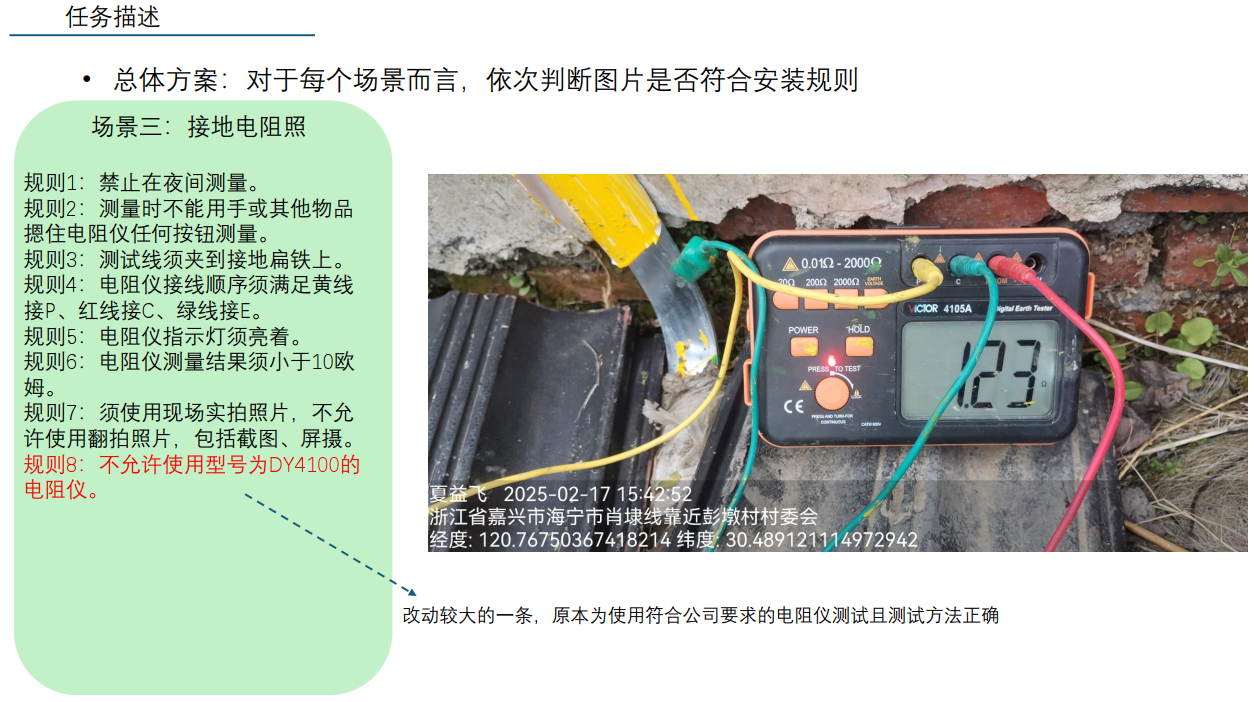 任务描述
• 总体方案：对于每个场景而言，依次判断图片是否符合安装规则
场景三：接地电阻照
规则1：禁止在夜间测量。
规则2：测量时不能用手或其他物品
摁住电阻仪任何按钮测量。
规则3：测试线须夹到接地扁铁上。
规则4：电阻仪接线顺序须满足黄线
接P、红线接C、绿线接E。
规则5：电阻仪指示灯须亮着。
规则6：电阻仪测量结果须小于10欧
姆。
规则7：须使用现场实拍照片，不允
许使用翻拍照片，包括截图、屏摄。
规则8：不允许使用型号为DY4100的
电阻仪。
0.01Ω - 2000Ω
20Ω 200Ω 2000Ω EARTH VOLTAGE
P C COM
VICTOR 4105A Digital Earth Tester
POWER HOLD
PRESS TO TEST
1.23 Ω
CE
PRESS AND TURN FOR
CONTINUOUS
夏益飞 2025-02-17 15:42:52
浙江省嘉兴市海宁市肖埭线靠近彭墩村村委会
经度: 120.76750367418214 纬度: 30.489121114972942
改动较大的一条，原本为使用符合公司要求的电阻仪测试且测试方法正确